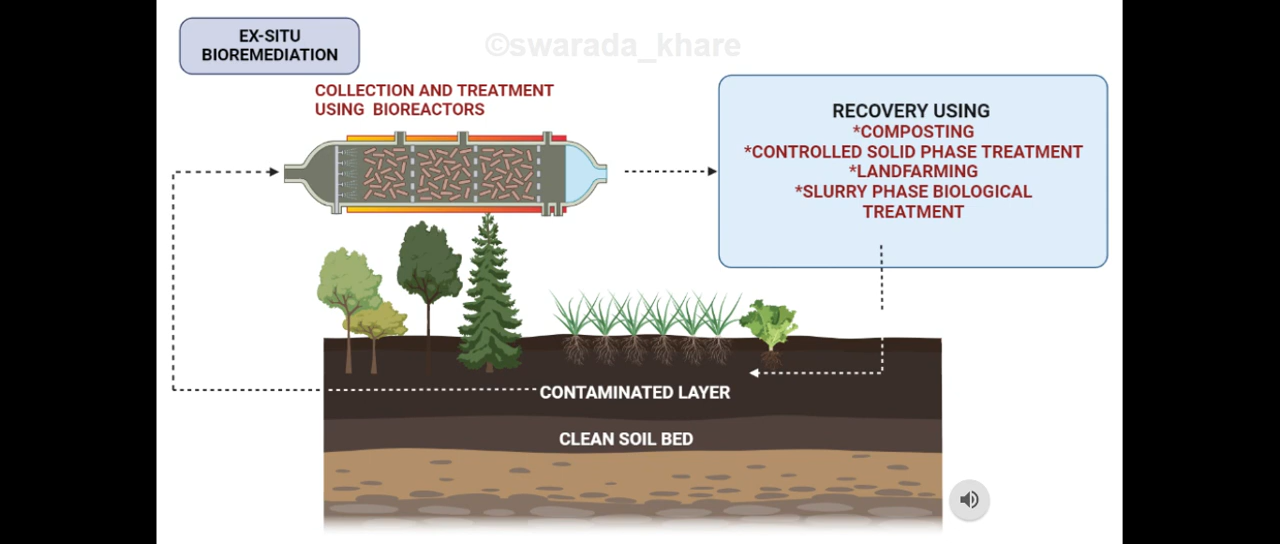 EX-SITU
BIOREMEDIATION
©swarada_khare
COLLECTION AND TREATMENT
USING BIOREACTORS
RECOVERY USING
*COMPOSTING
*CONTROLLED SOLID PHASE TREATMENT
*LANDFARMING
*SLURRY PHASE BIOLOGICAL
TREATMENT
CONTAMINATED LAYER
CLEAN SOIL BED